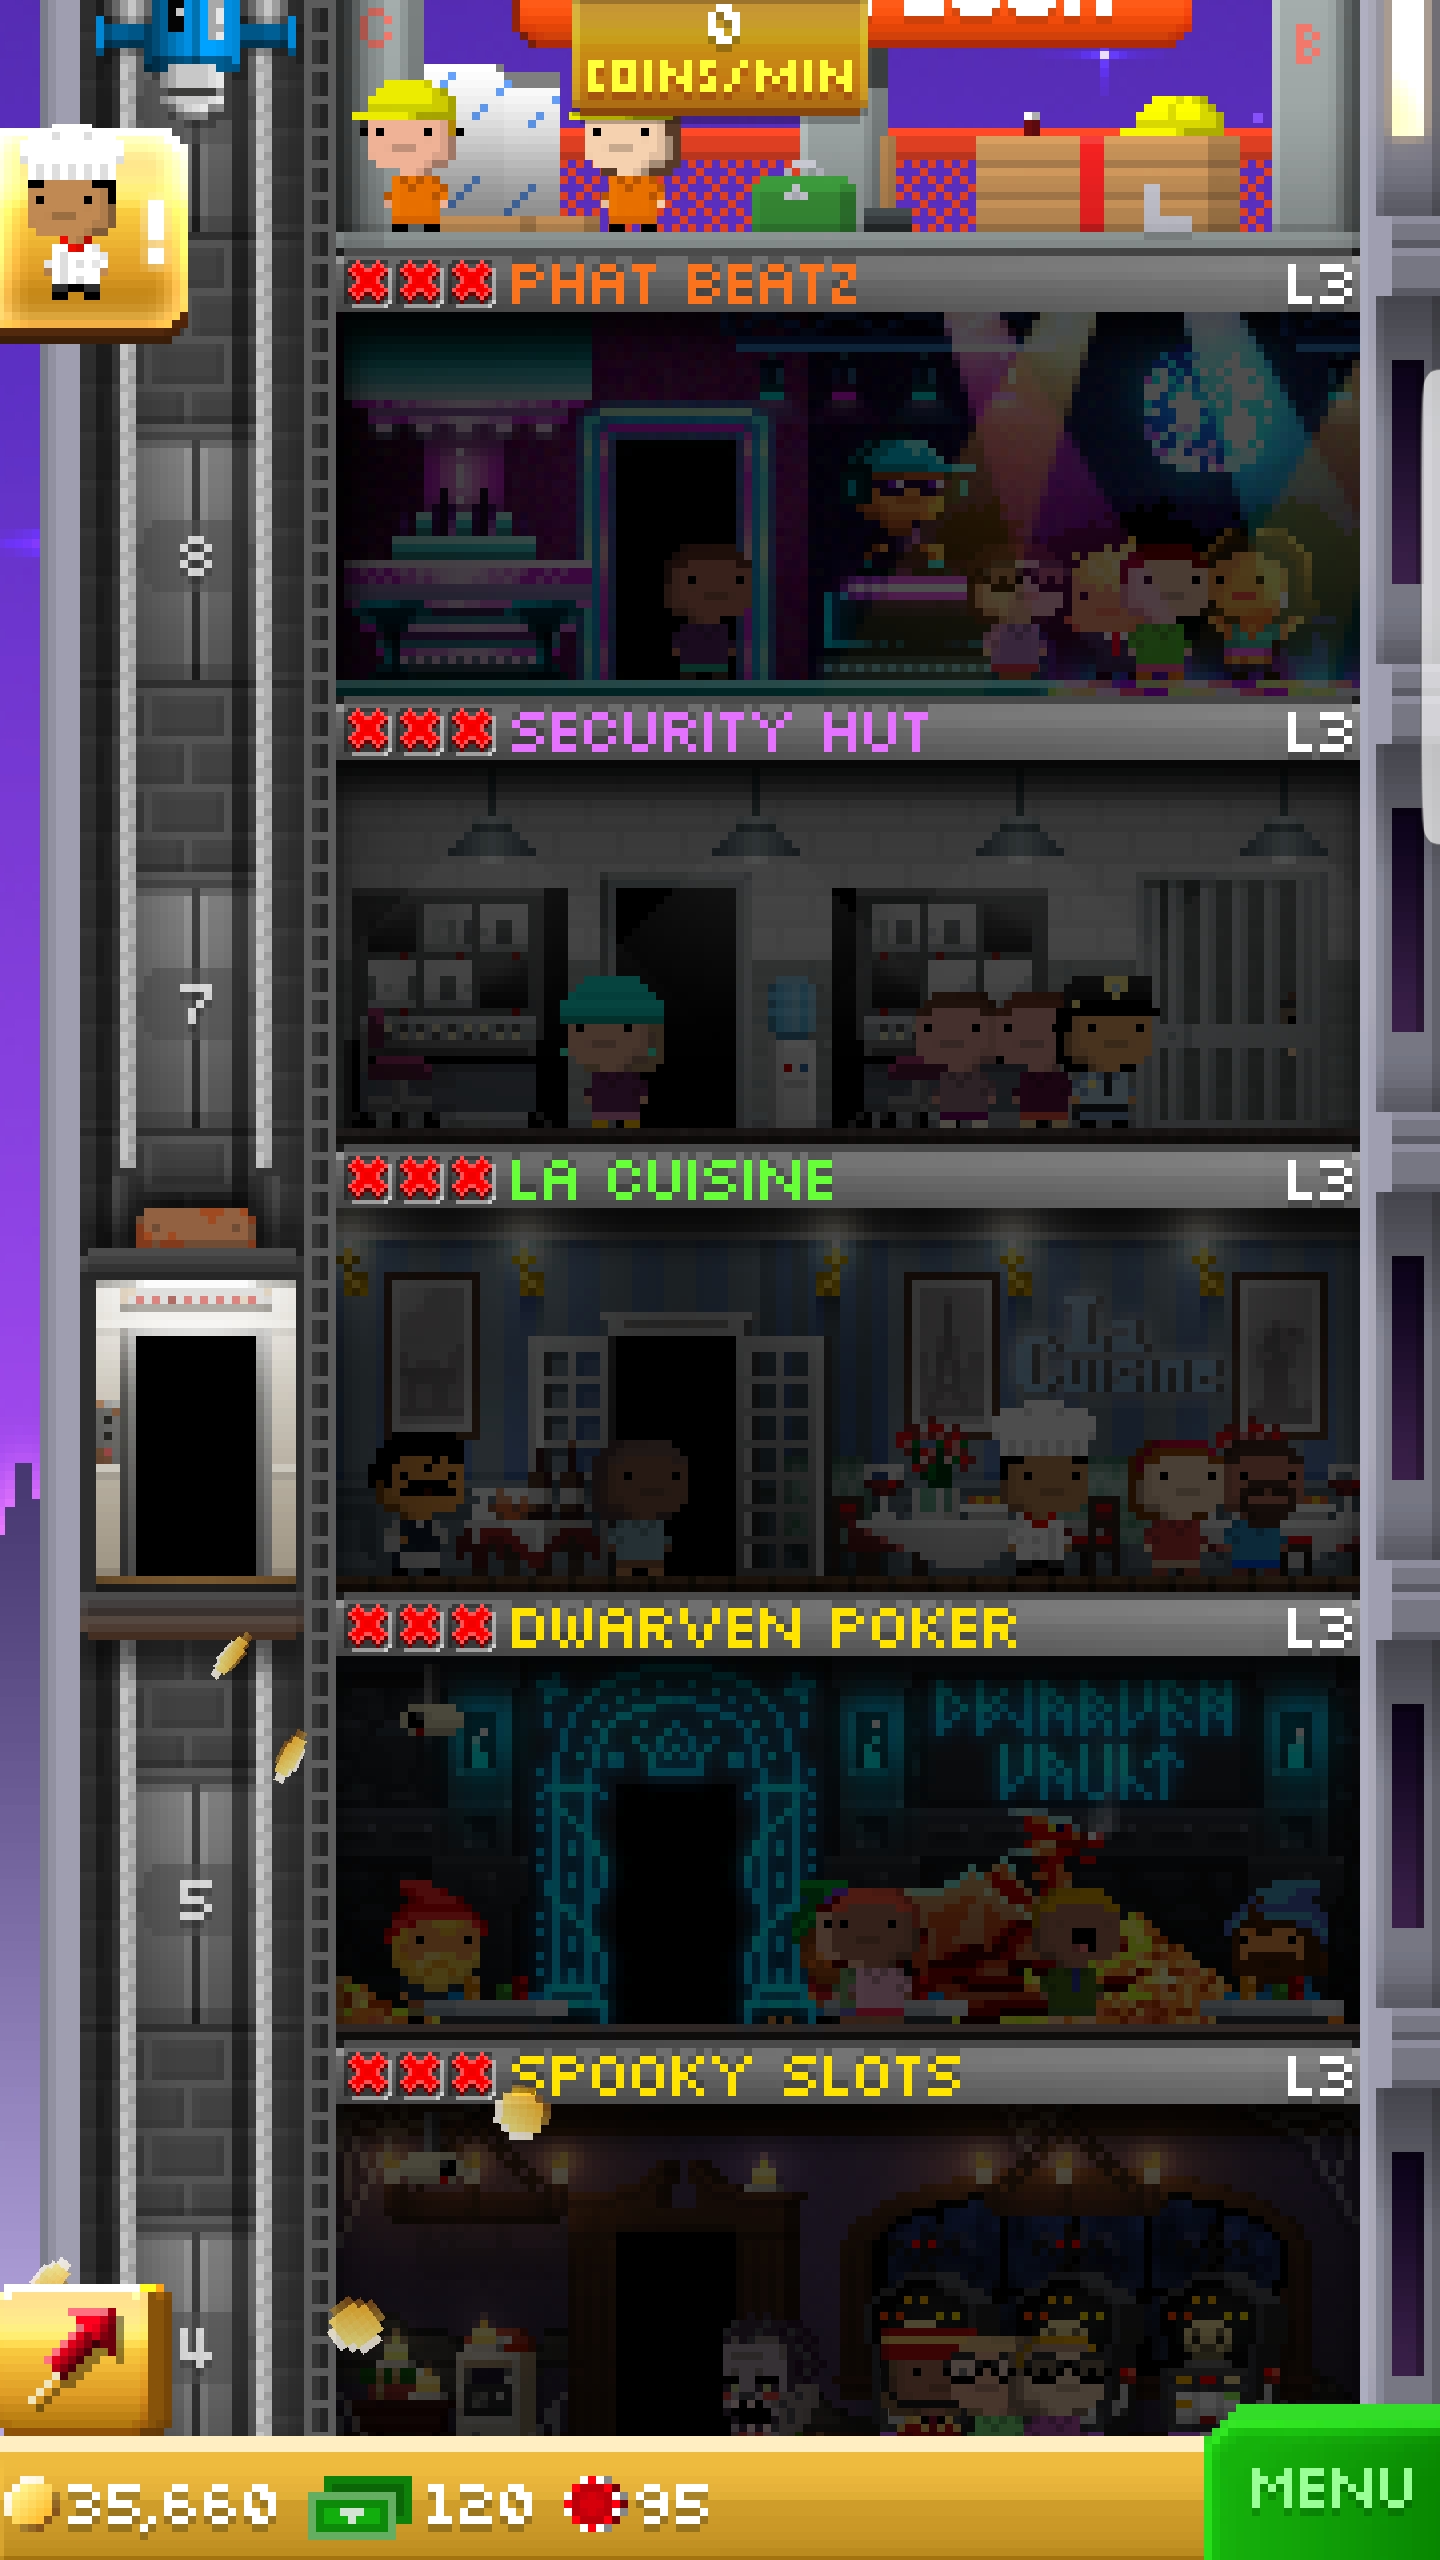 C
B
0
COINS/MIN
!
PHAT BEATZ L3
8
SECURITY HUT L3
7
LA CUISINE L3
La
Cuisine
DWARVEN POKER L3
DWARVEN
VAULT
5
SPOOKY SLOTS L3
4
35,660 120 95
MENU